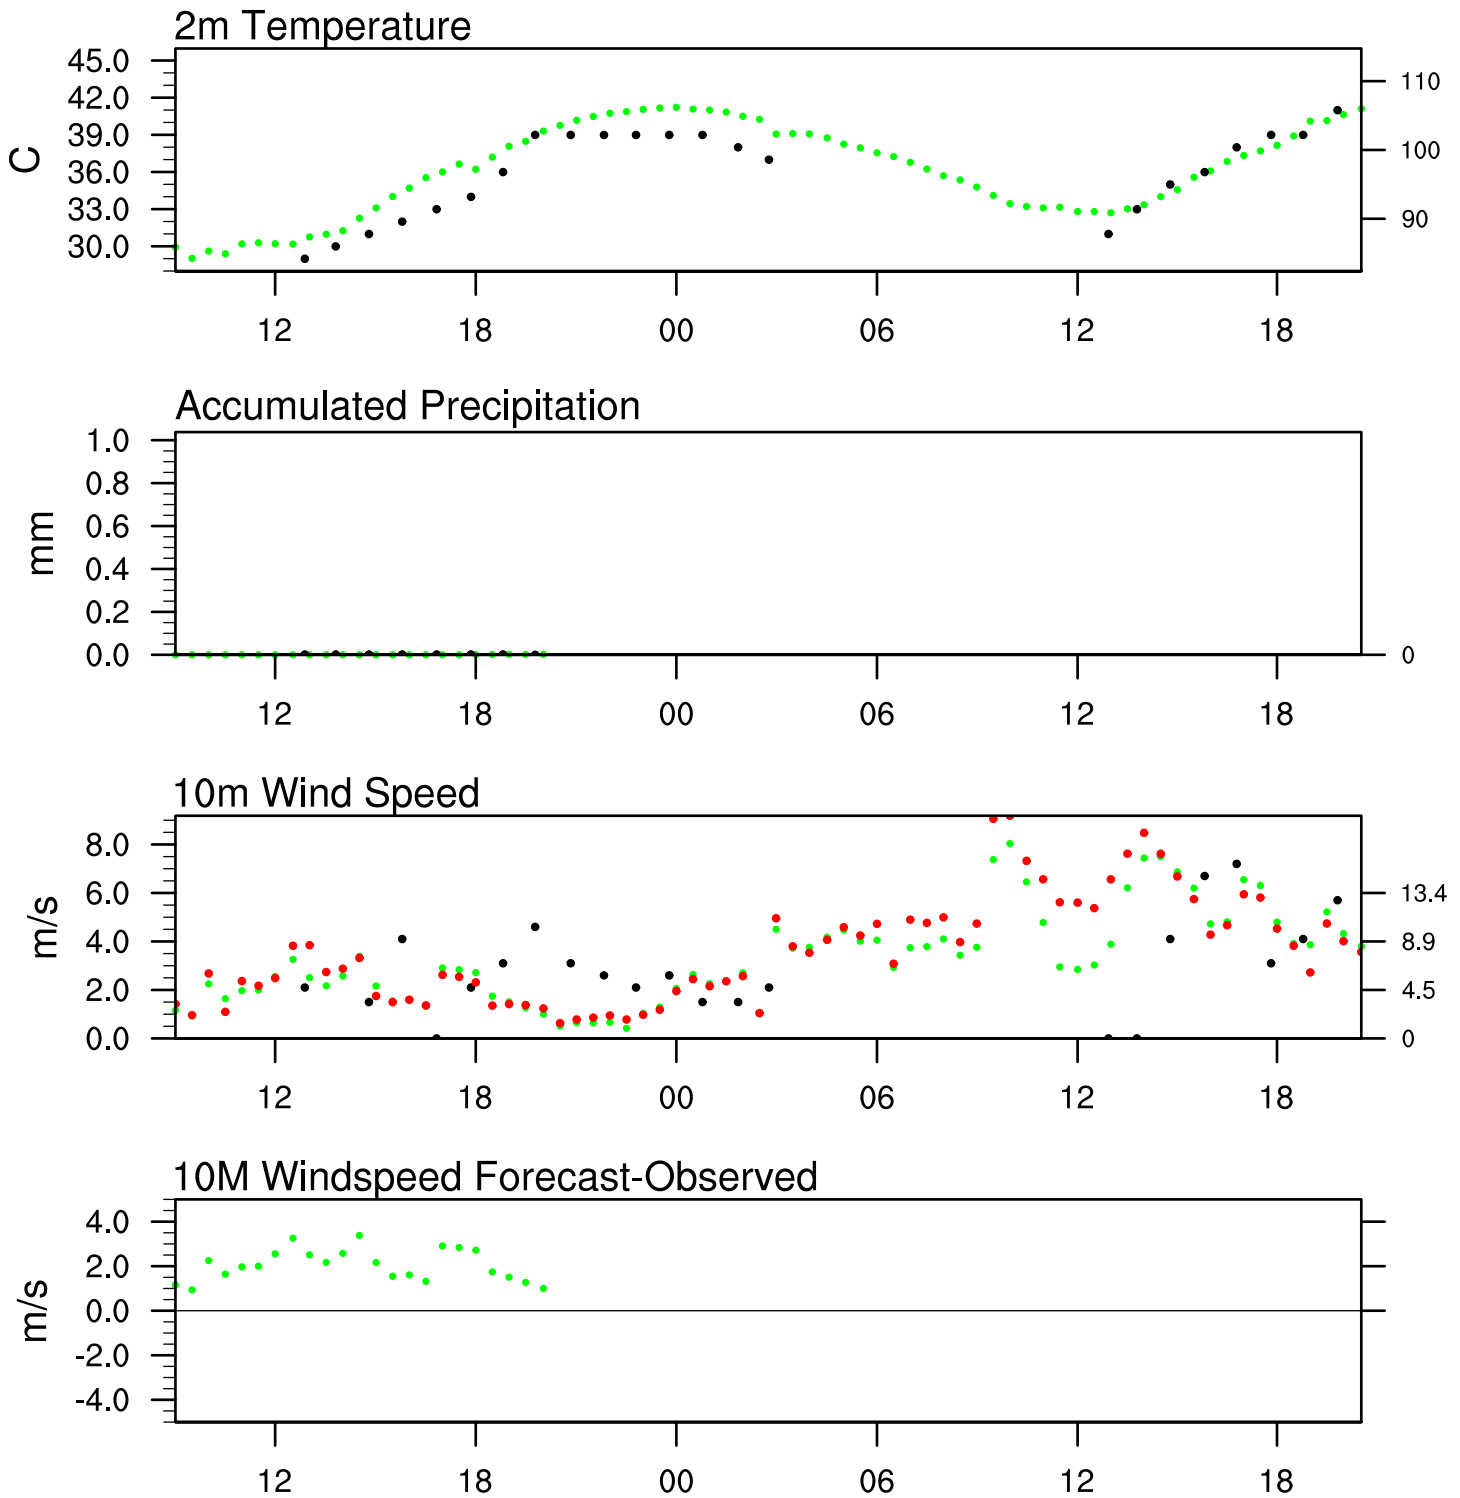 2m Temperature
45.0
42.0
39.0
36.0
33.0
30.0
C
110
100
90
12 18 00 06 12 18
Accumulated Precipitation
1.0
0.8
0.6
0.4
0.2
0.0
mm
0
12 18 00 06 12 18
10m Wind Speed
8.0
6.0
4.0
2.0
0.0
m/s
13.4
8.9
4.5
0
12 18 00 06 12 18
10M Windspeed Forecast-Observed
4.0
2.0
0.0
-2.0
-4.0
m/s
12 18 00 06 12 18